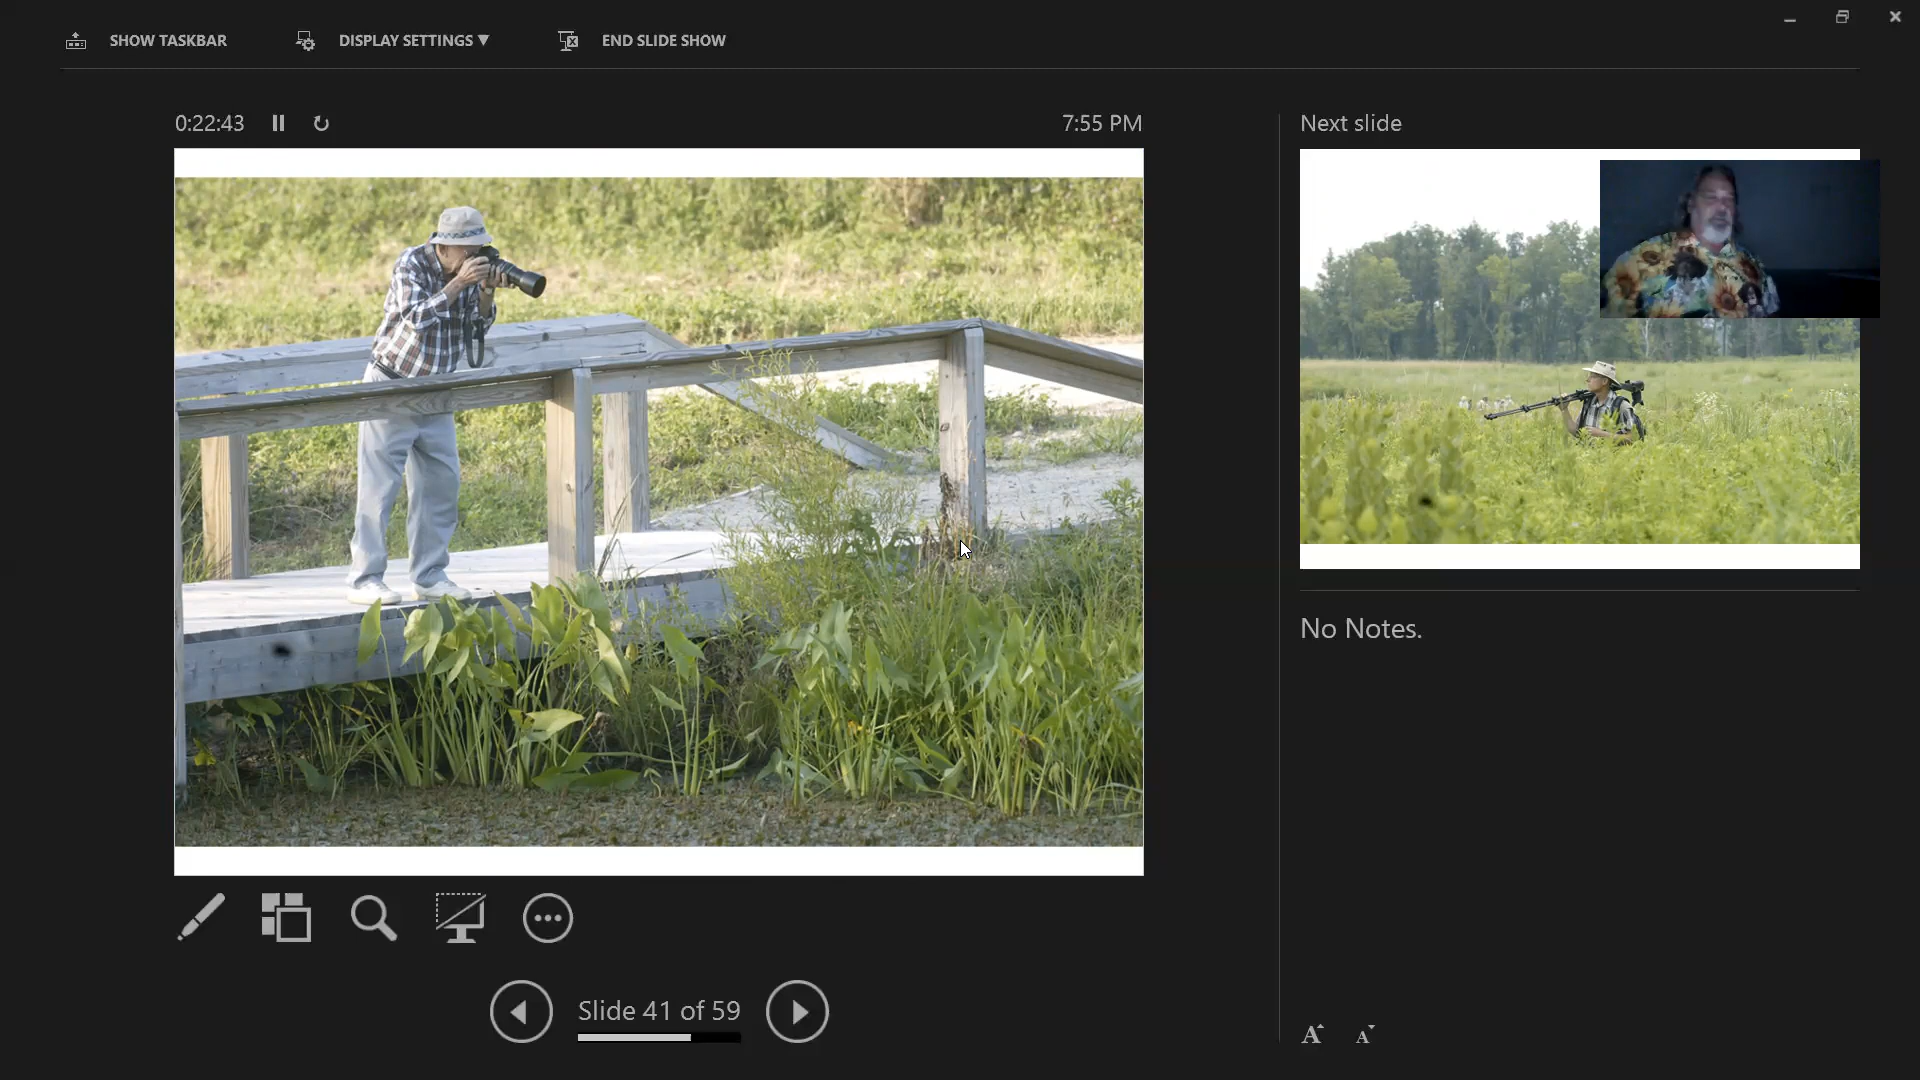 SHOW TASKBAR
DISPLAY SETTINGS ▼
END SLIDE SHOW
0:22:43
7:55 PM
Next slide
No Notes.
Slide 41 of 59
A
A